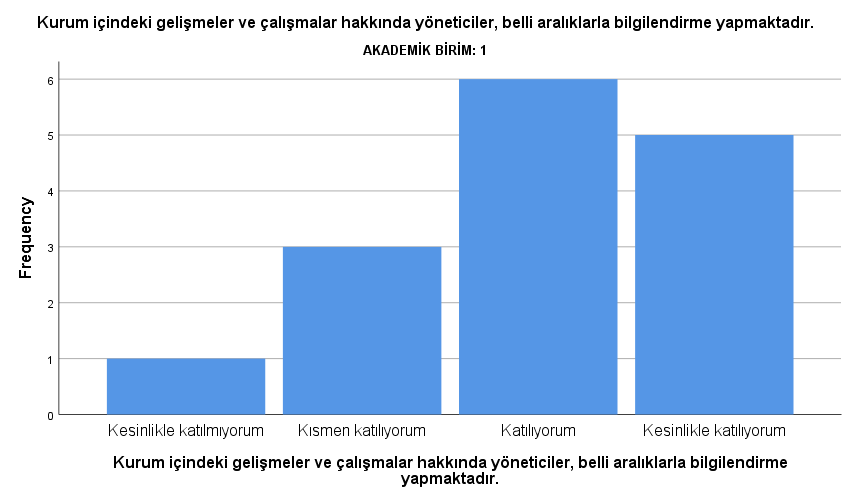 Kurum içindeki gelişmeler ve çalışmalar hakkında yöneticiler, belli aralıklarla bilgilendirme yapmaktadır.
AKADEMİK BİRİM: 1
6
5
4
3
2
1
0
Frequency
Kesinlikle katılmıyorum
Kısmen katılıyorum
Katılıyorum
Kesinlikle katılıyorum
Kurum içindeki gelişmeler ve çalışmalar hakkında yöneticiler, belli aralıklarla bilgilendirme
yapmaktadır.